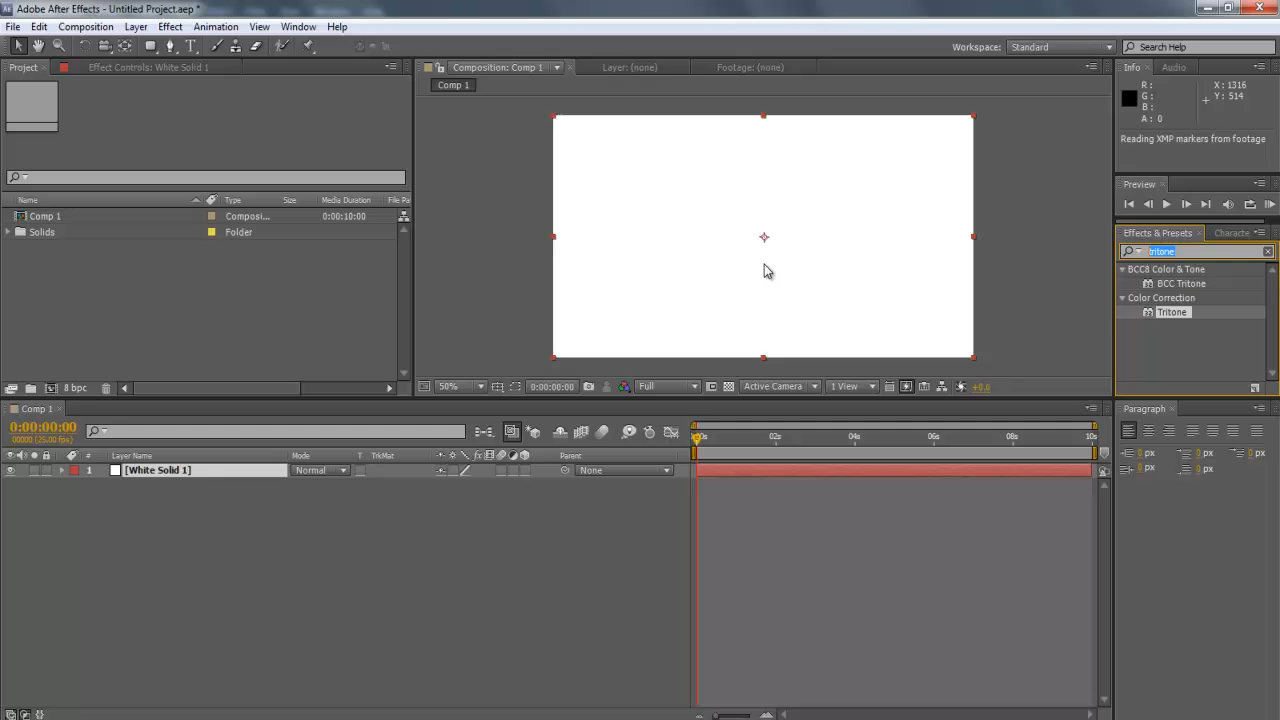 Adobe After Effects - Untitled Project.aep *
File Edit Composition Layer Effect Animation View Window Help
Workspace: Standard Search Help
Project Effect Controls: White Solid 1
Composition: Comp 1 Layer: (none) Footage: (none)
Info Audio
Comp 1
R: X: 1316
G: Y: 514
B:
A: 0
Reading XMP markers from footage
Preview
Name Type Size Media Duration File Pa
Comp 1 Composi... 0:00:10:00
Solids Folder
Effects & Presets Characte
tritone
BCC8 Color & Tone
BCC Tritone
Color Correction
Tritone
8 bpc
50% 0:00:00:00 Full Active Camera 1 View +0.0
Comp 1
Paragraph
0:00:00:00
00000 (25.00 fps)
02s 04s 06s 08s 10s
# Layer Name Mode T TrkMat fx Parent
1 [White Solid 1] Normal None
0 px 0 px 0 px
0 px 0 px